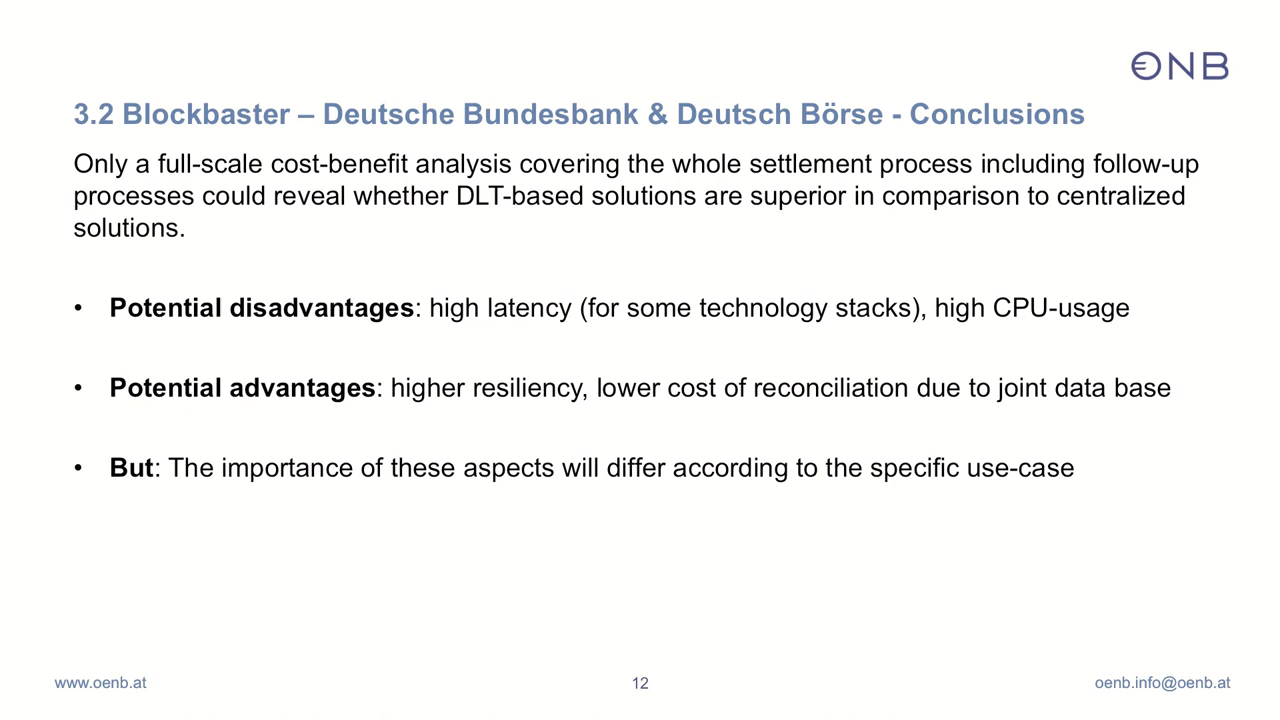 ONB
3.2 Blockbaster – Deutsche Bundesbank & Deutsch Börse - Conclusions
Only a full-scale cost-benefit analysis covering the whole settlement process including follow-up
processes could reveal whether DLT-based solutions are superior in comparison to centralized
solutions.
• Potential disadvantages: high latency (for some technology stacks), high CPU-usage
• Potential advantages: higher resiliency, lower cost of reconciliation due to joint data base
• But: The importance of these aspects will differ according to the specific use-case
www.oenb.at
12
oenb.info@oenb.at